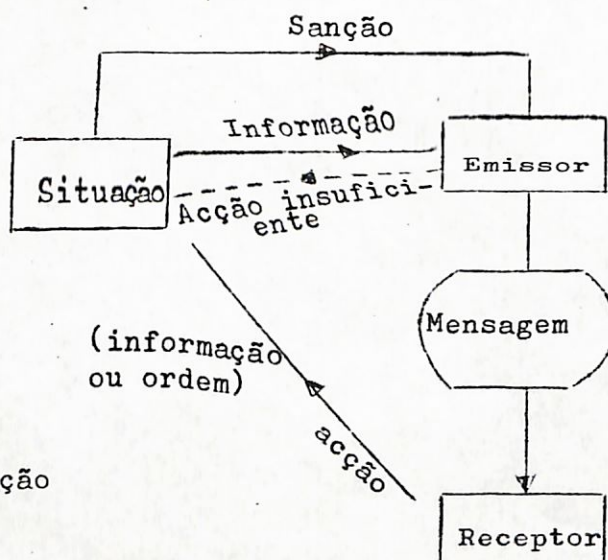 Sanção
Informação
Emissor
Situação
Acção insufici-
ente
Mensagem
(informação
ou ordem)
acção
ção
Receptor